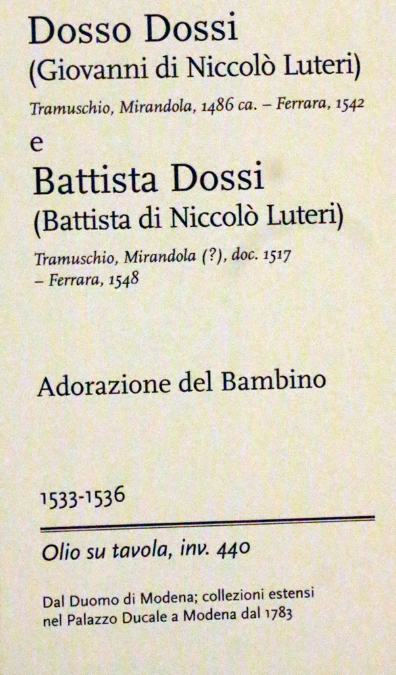 Dosso Dossi
(Giovanni di Niccolò Luteri)
Tramuschio, Mirandola, 1486 ca. – Ferrara, 1542
e
Battista Dossi
(Battista di Niccolò Luteri)
Tramuschio, Mirandola (?), doc. 1517
– Ferrara, 1548
Adorazione del Bambino
1533-1536
Olio su tavola, inv. 440
Dal Duomo di Modena; collezioni estensi
nel Palazzo Ducale a Modena dal 1783